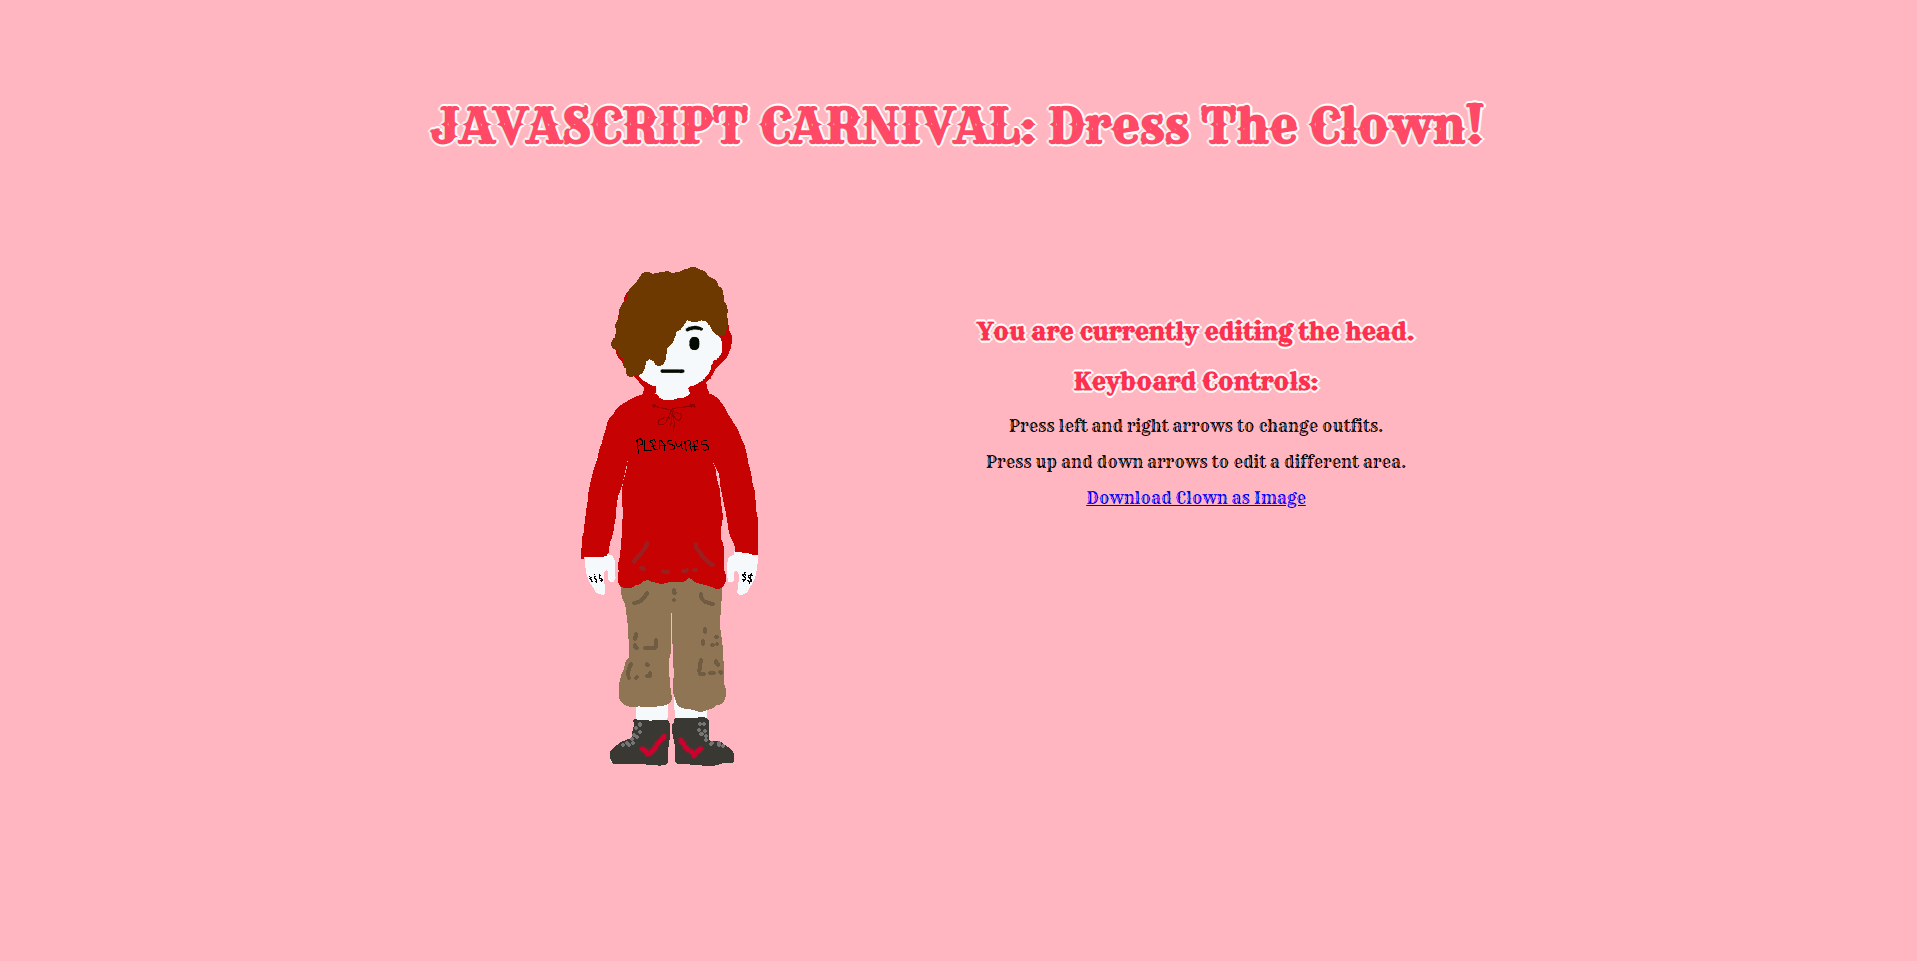 JAVASCRIPT CARNIVAL: Dress The Clown!
You are currently editing the head.
Keyboard Controls:
Press left and right arrows to change outfits.
Press up and down arrows to edit a different area.
Download Clown as Image
PLEASURES
$$$
$$